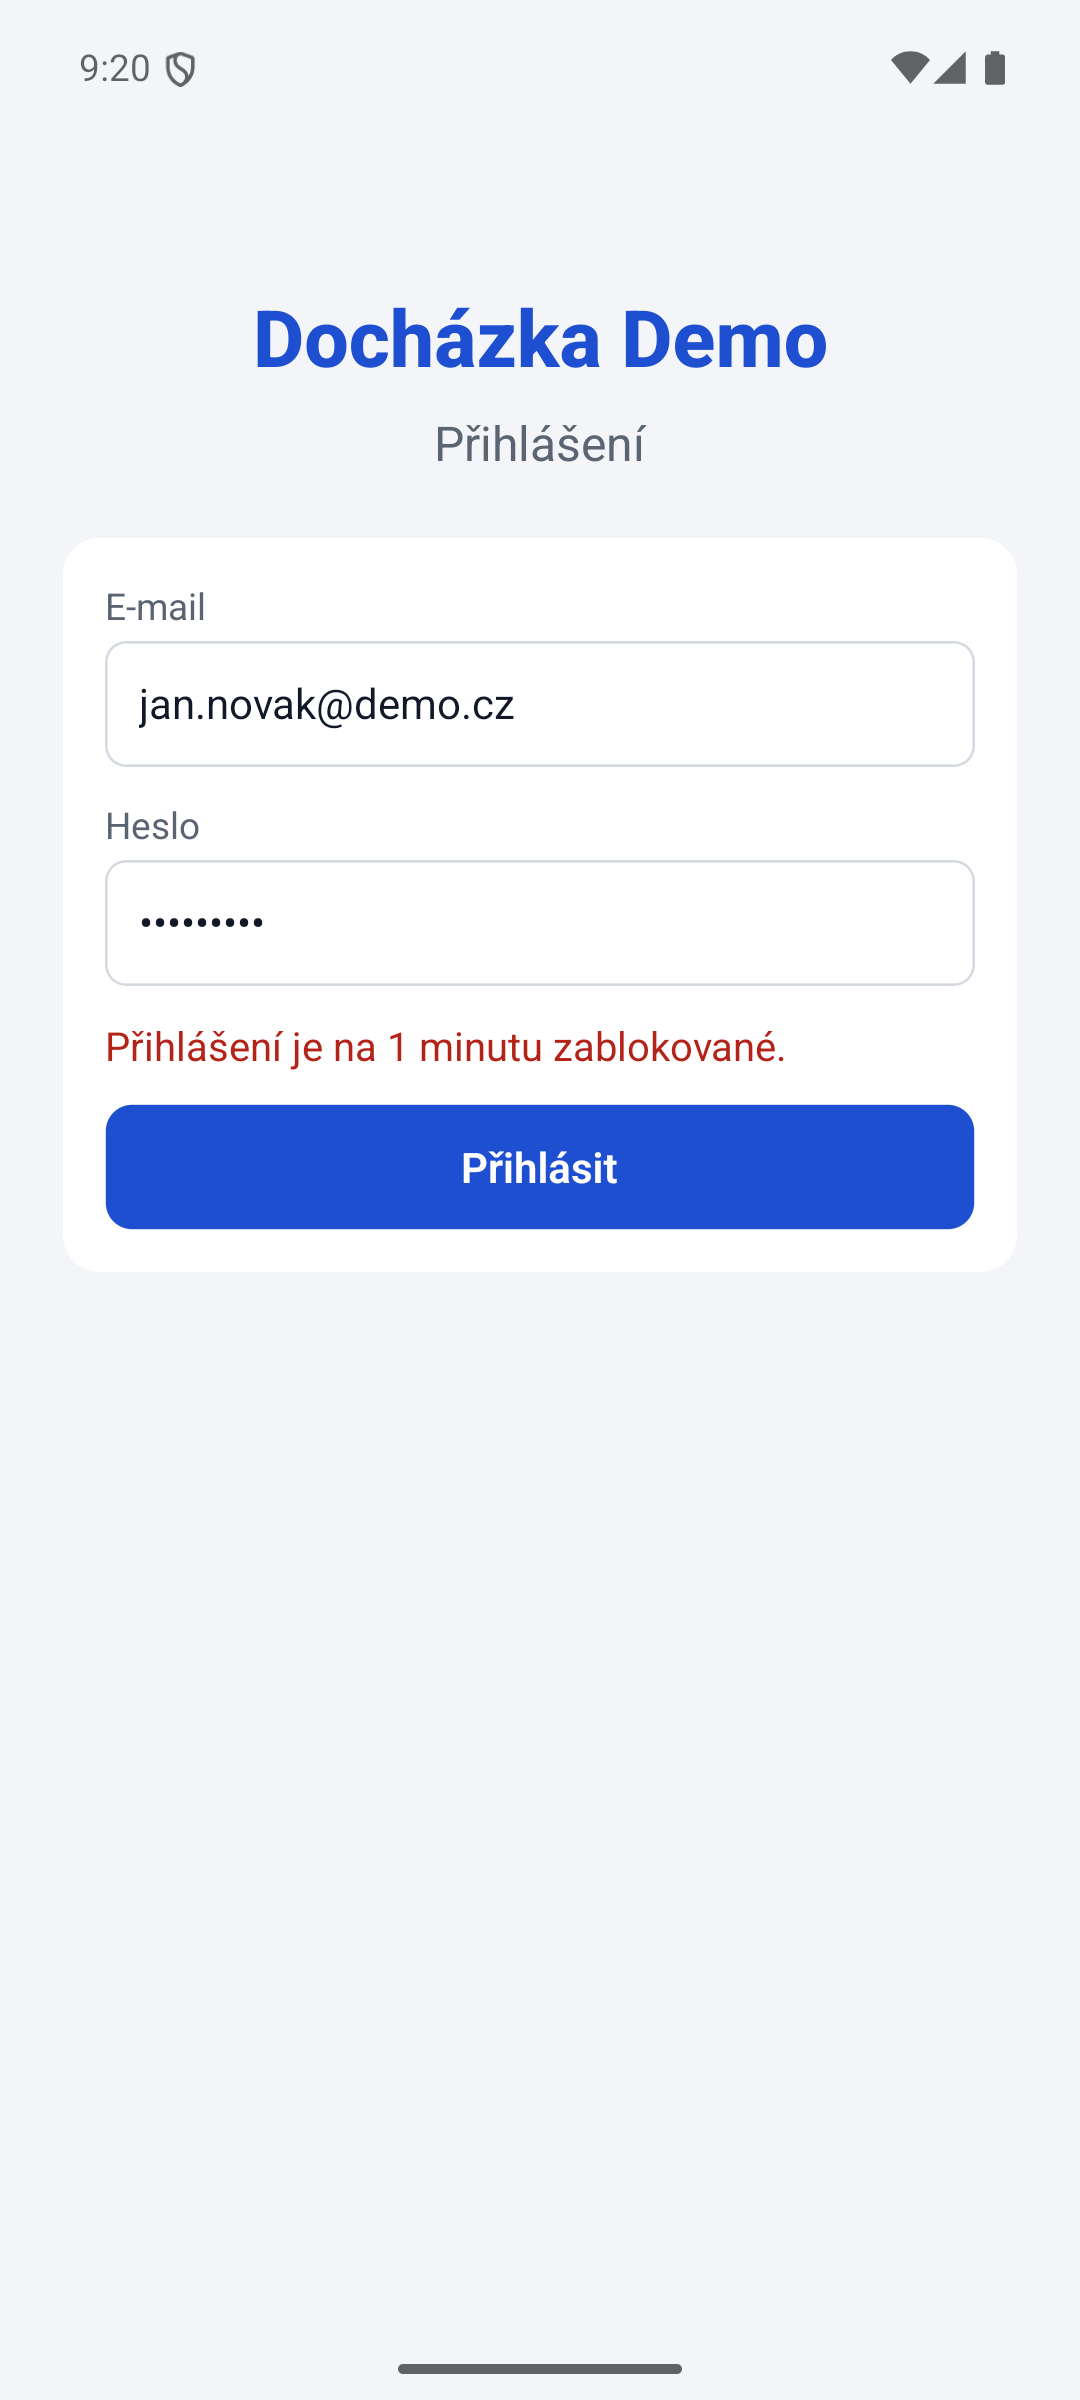 9:20
Docházka Demo
Přihlášení
E-mail
jan.novak@demo.cz
Heslo
•••••••••
Přihlášení je na 1 minutu zablokované.
Přihlásit